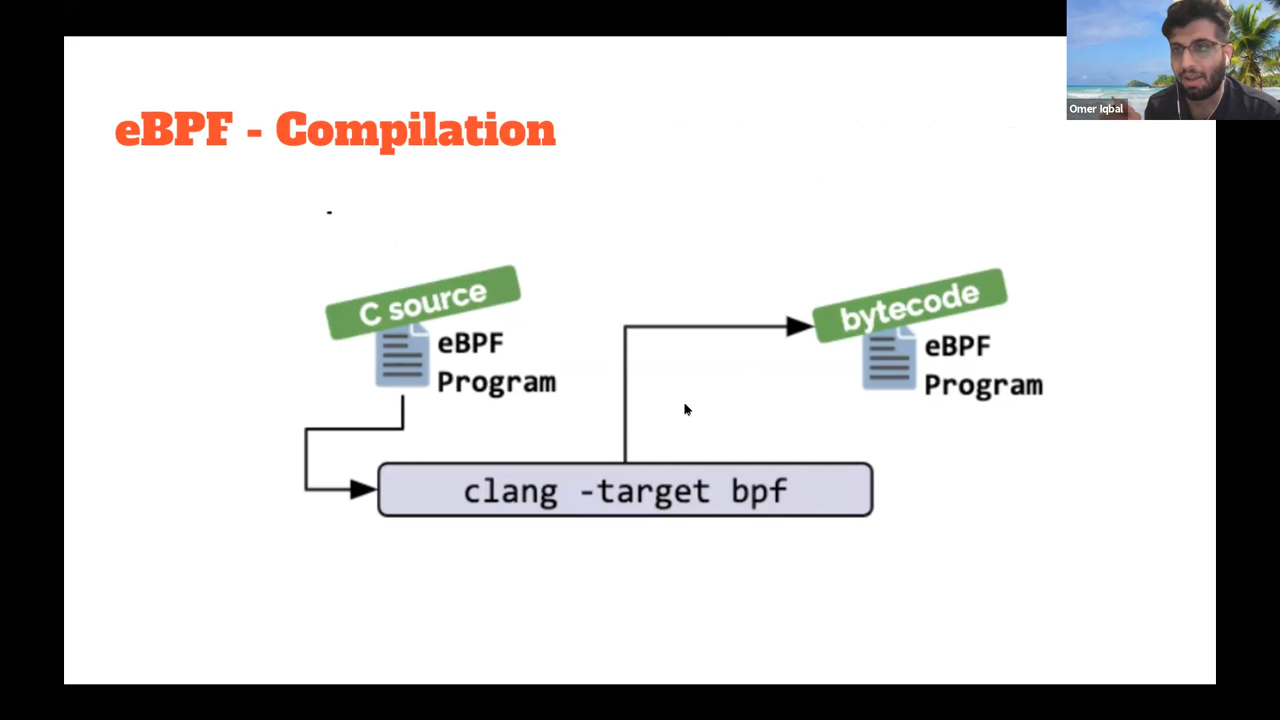 Omer Iqbal
eBPF - Compilation
-
C source
eBPF
Program
bytecode
eBPF
Program
clang -target bpf